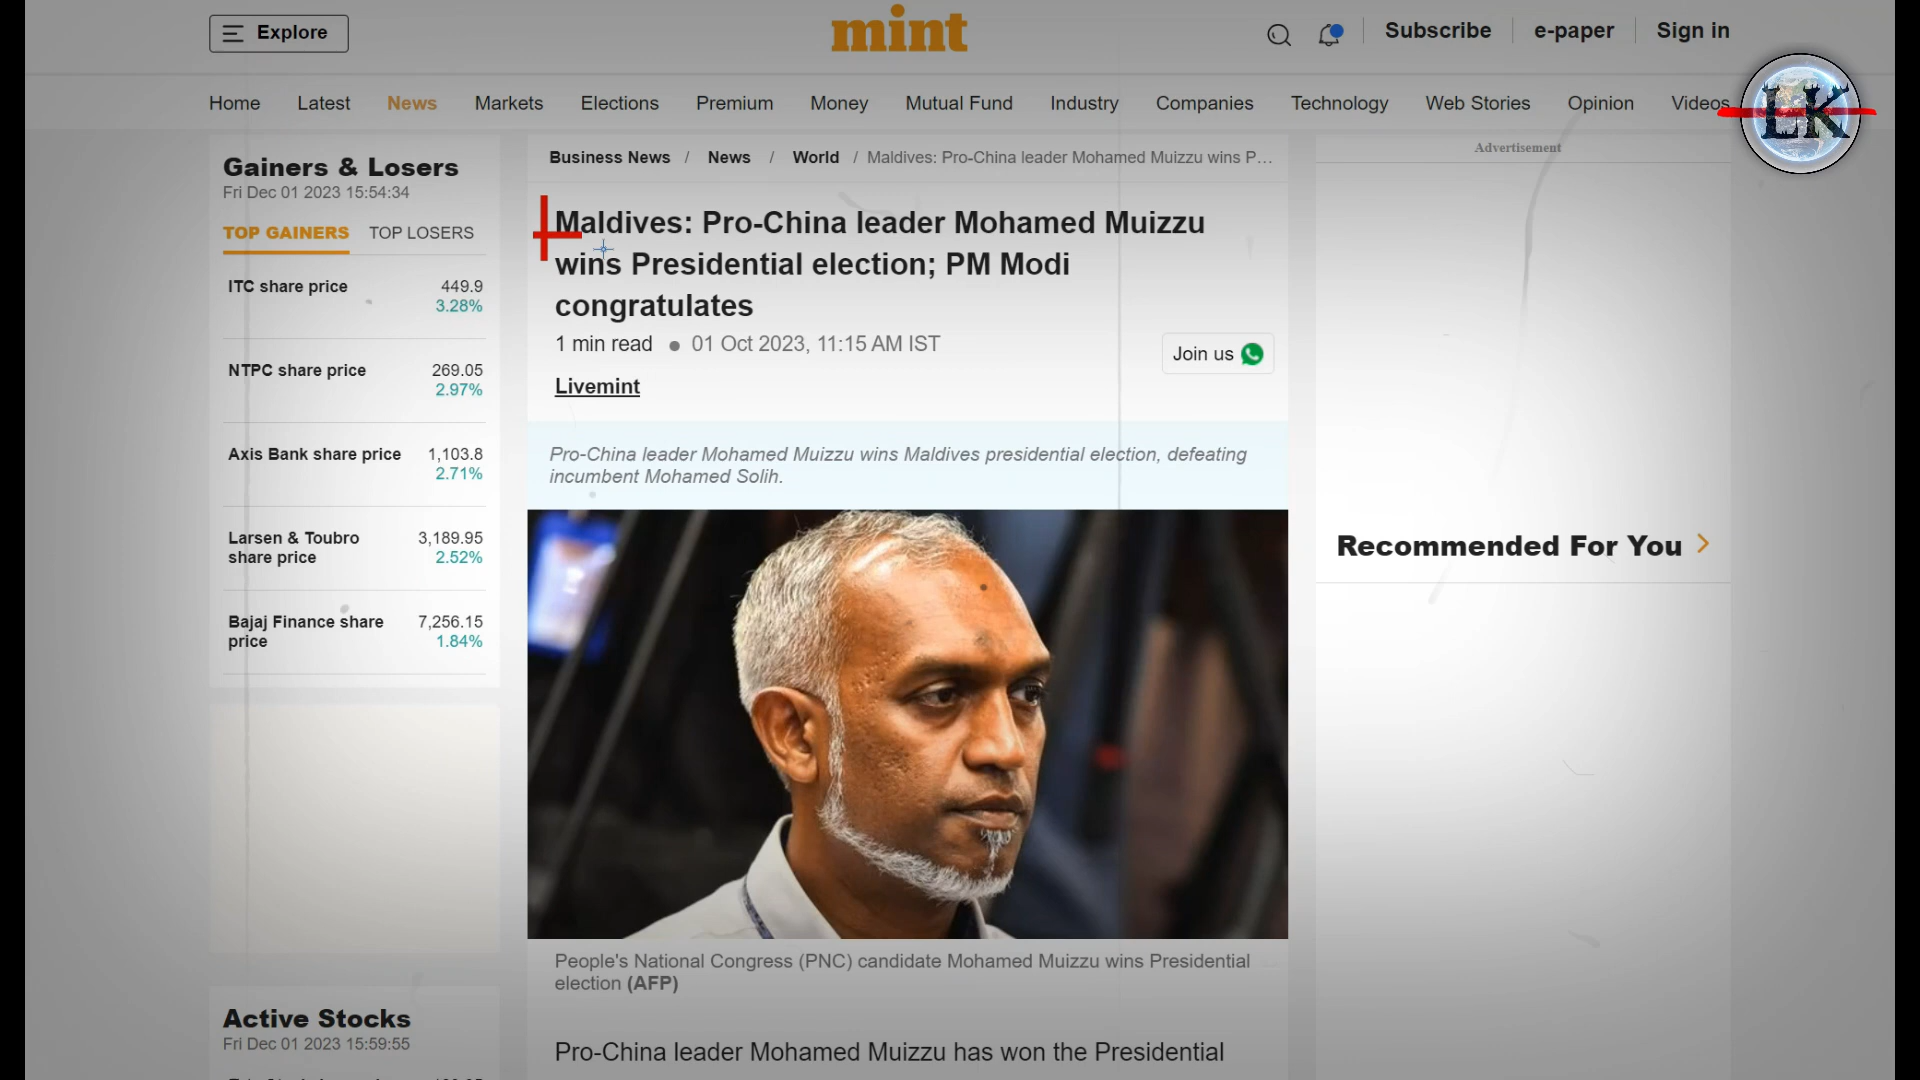 Explore
mint
Subscribe
e-paper
Sign in
Home
Latest
News
Markets
Elections
Premium
Money
Mutual Fund
Industry
Companies
Technology
Web Stories
Opinion
Videos
LK
Gainers & Losers
Fri Dec 01 2023 15:54:34
TOP GAINERS
TOP LOSERS
ITC share price 449.9
3.28%
NTPC share price 269.05
2.97%
Axis Bank share price 1,103.8
2.71%
Larsen & Toubro 3,189.95
share price 2.52%
Bajaj Finance share 7,256.15
price 1.84%
Active Stocks
Fri Dec 01 2023 15:59:55
Business News / News / World / Maldives: Pro-China leader Mohamed Muizzu wins P...
Maldives: Pro-China leader Mohamed Muizzu
wins Presidential election; PM Modi
congratulates
1 min read ● 01 Oct 2023, 11:15 AM IST
Join us
Livemint
Pro-China leader Mohamed Muizzu wins Maldives presidential election, defeating
incumbent Mohamed Solih.
People's National Congress (PNC) candidate Mohamed Muizzu wins Presidential
election (AFP)
Pro-China leader Mohamed Muizzu has won the Presidential
Advertisement
Recommended For You